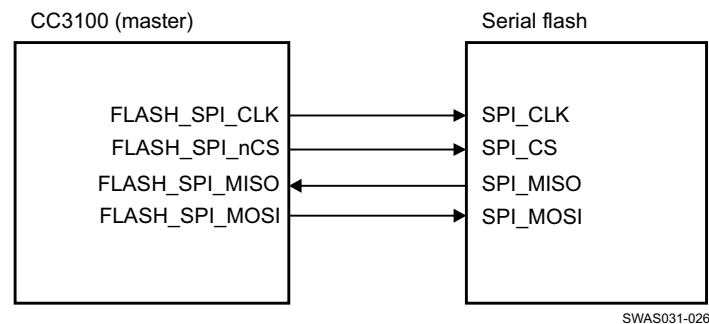 CC3100 (master)
Serial flash
FLASH_SPI_CLK
SPI_CLK
FLASH_SPI_nCS
SPI_CS
FLASH_SPI_MISO
SPI_MISO
FLASH_SPI_MOSI
SPI_MOSI
SWAS031-026